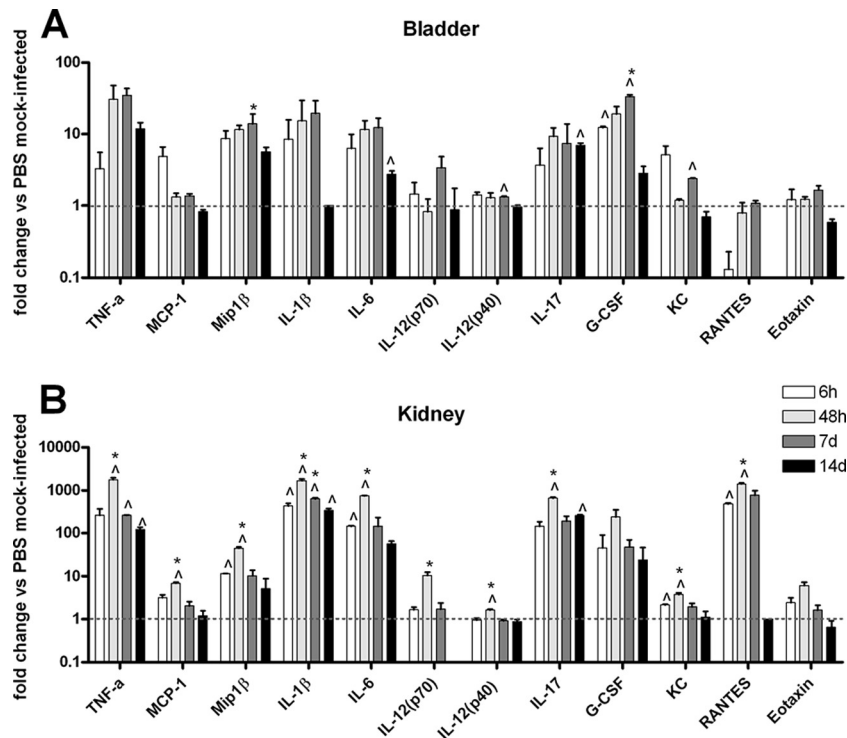 A
Bladder
fold change vs PBS mock-infected
100
10
1
0.1
*
^
^
^
^
*
^
^
TNF-a
MCP-1
Mip1β
IL-1β
IL-6
IL-12(p70)
IL-12(p40)
IL-17
G-CSF
KC
RANTES
Eotaxin
B
Kidney
6h
48h
7d
14d
fold change vs PBS mock-infected
10000
1000
100
10
1
0.1
*
^
^ ^
*
^
*
^ ^
* *
^ ^ ^ ^
*
^ ^
*
*
^
*
^ ^
*
^ ^
*
^ ^
TNF-a
MCP-1
Mip1β
IL-1β
IL-6
IL-12(p70)
IL-12(p40)
IL-17
G-CSF
KC
RANTES
Eotaxin